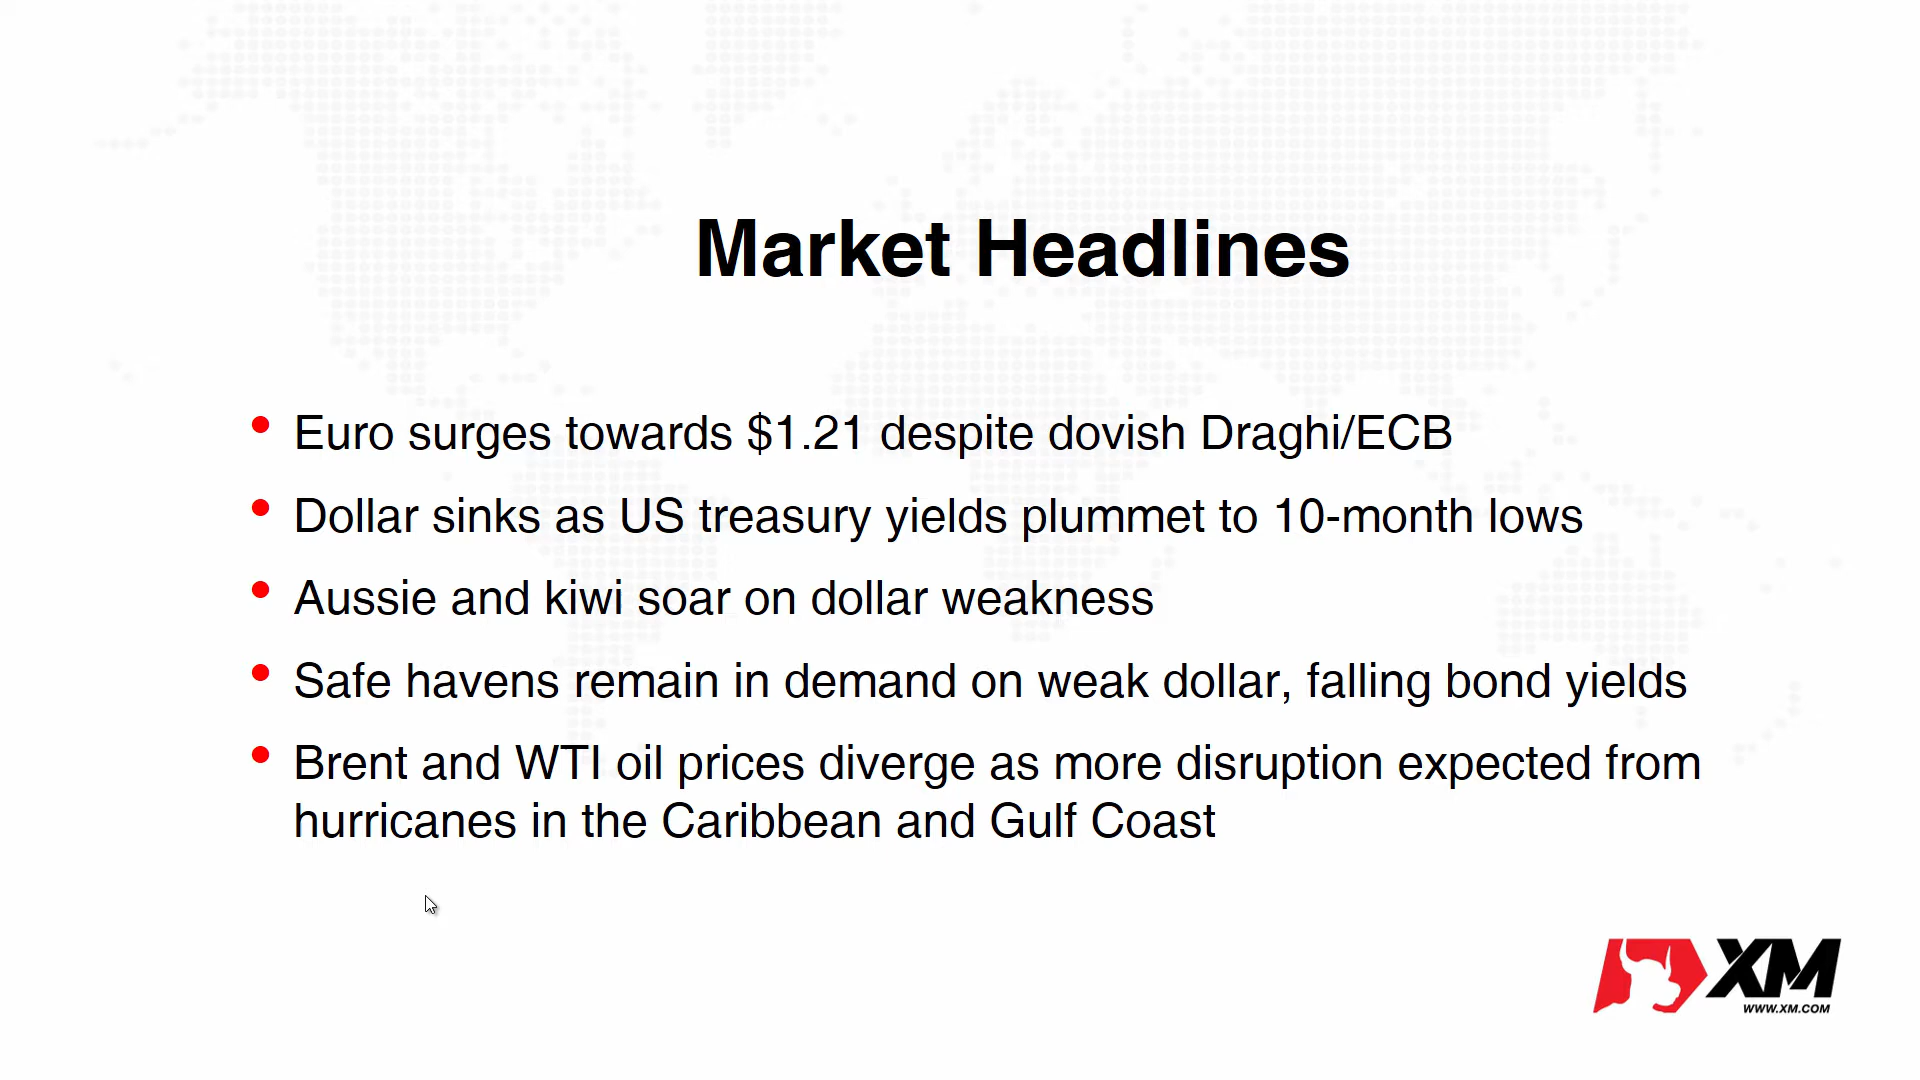 Market Headlines
• Euro surges towards $1.21 despite dovish Draghi/ECB
• Dollar sinks as US treasury yields plummet to 10-month lows
• Aussie and kiwi soar on dollar weakness
• Safe havens remain in demand on weak dollar, falling bond yields
• Brent and WTI oil prices diverge as more disruption expected from
hurricanes in the Caribbean and Gulf Coast
XM
WWW.XM.COM